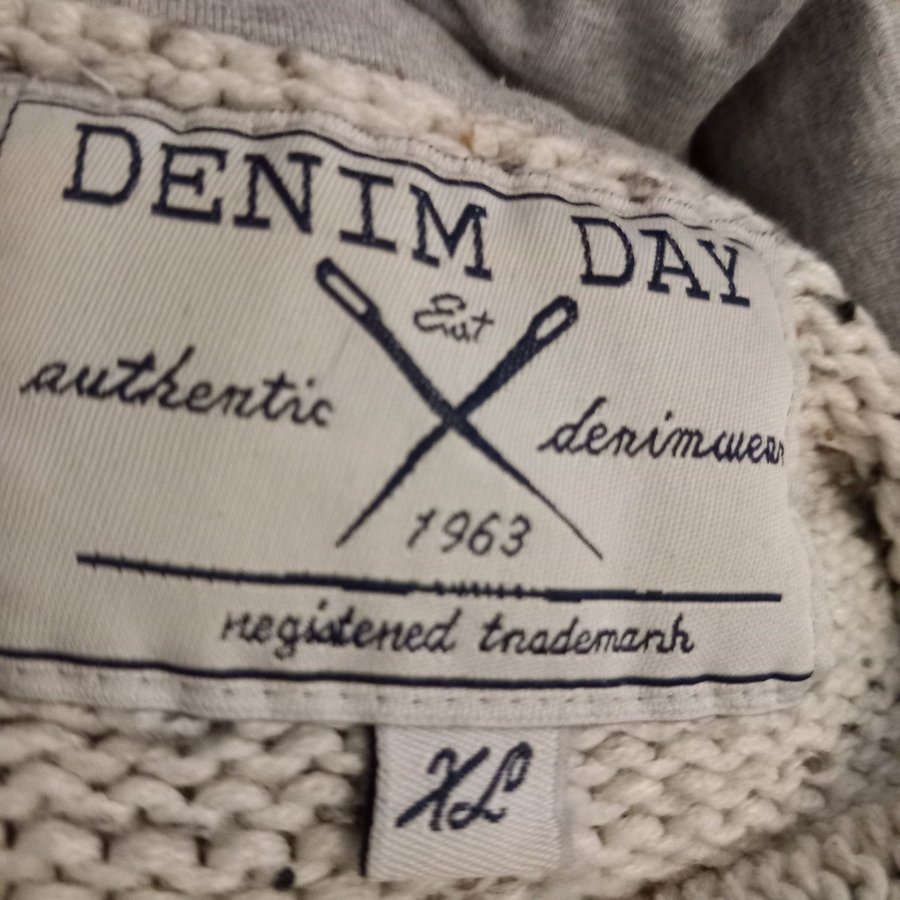 DENIM DAY
Est
authentic denimwear
1963
registered trademark
XL